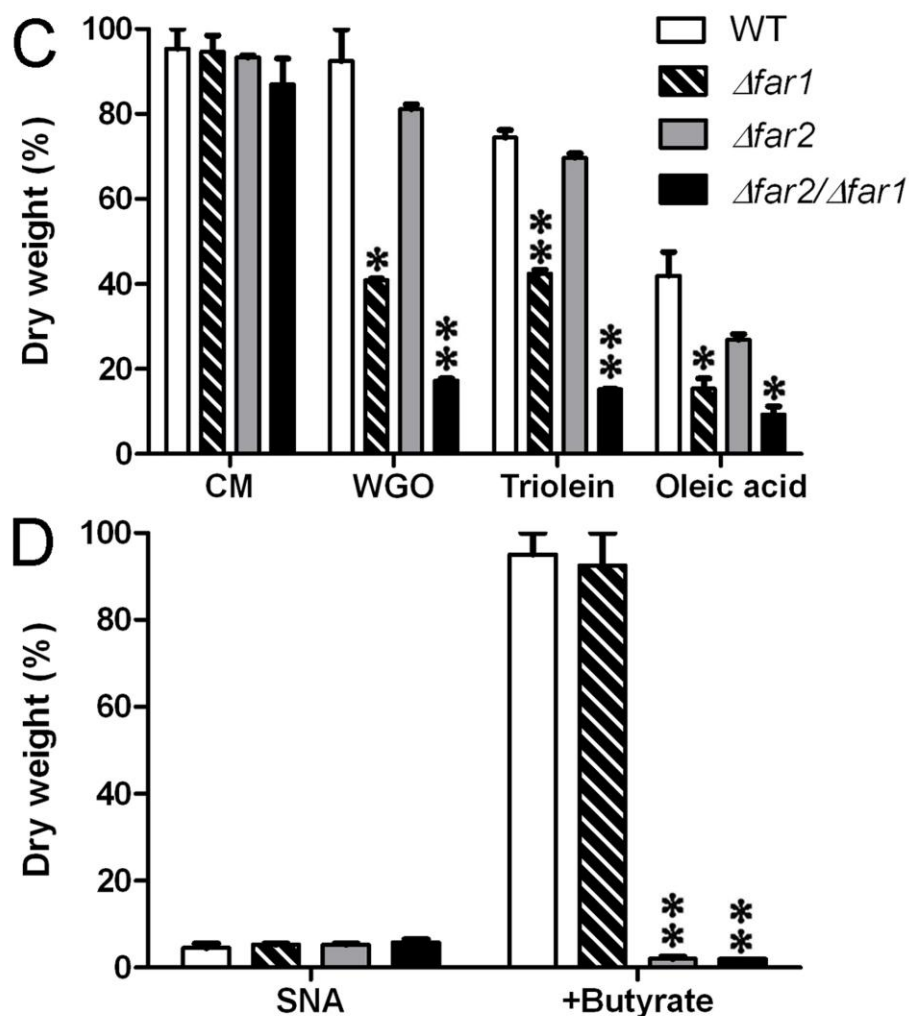 C
Dry weight (%)
100
80
60
40
20
0
WT
Δfar1
Δfar2
Δfar2/Δfar1
*
**
**
**
*
*
CM WGO Triolein Oleic acid
D
Dry weight (%)
100
80
60
40
20
0
**
**
SNA +Butyrate